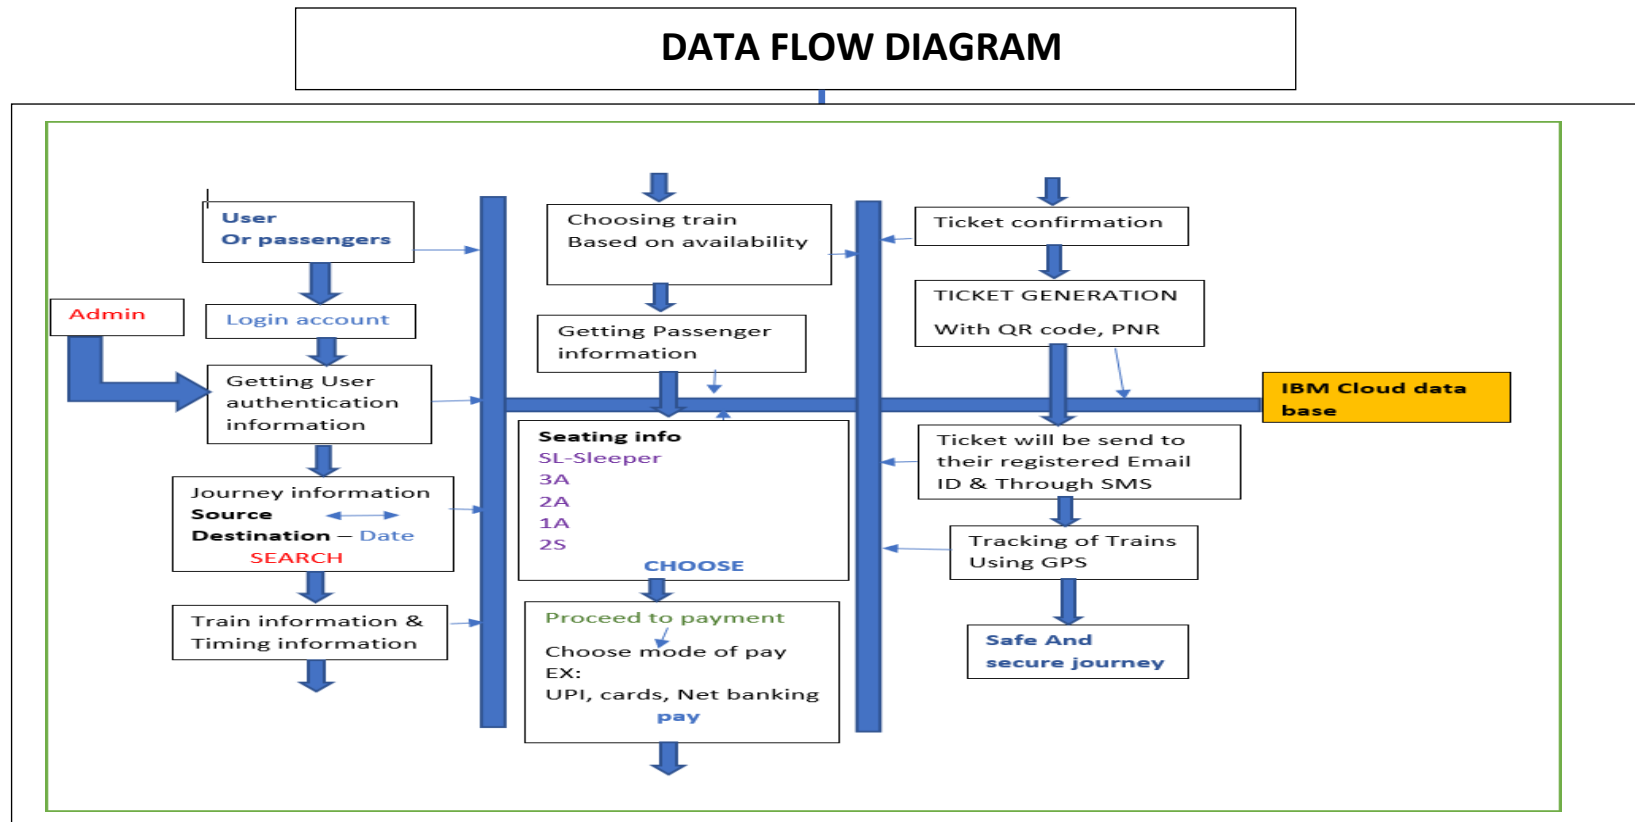 DATA FLOW DIAGRAM
User
Or passengers
Admin
Login account
Getting User
authentication
information
Journey information
Source
Destination – Date
SEARCH
Train information &
Timing information
Choosing train
Based on availability
Getting Passenger
information
Seating info
SL-Sleeper
3A
2A
1A
2S
CHOOSE
Proceed to payment
Choose mode of pay
EX:
UPI, cards, Net banking
pay
Ticket confirmation
TICKET GENERATION
With QR code, PNR
IBM Cloud data
base
Ticket will be send to
their registered Email
ID & Through SMS
Tracking of Trains
Using GPS
Safe And
secure journey